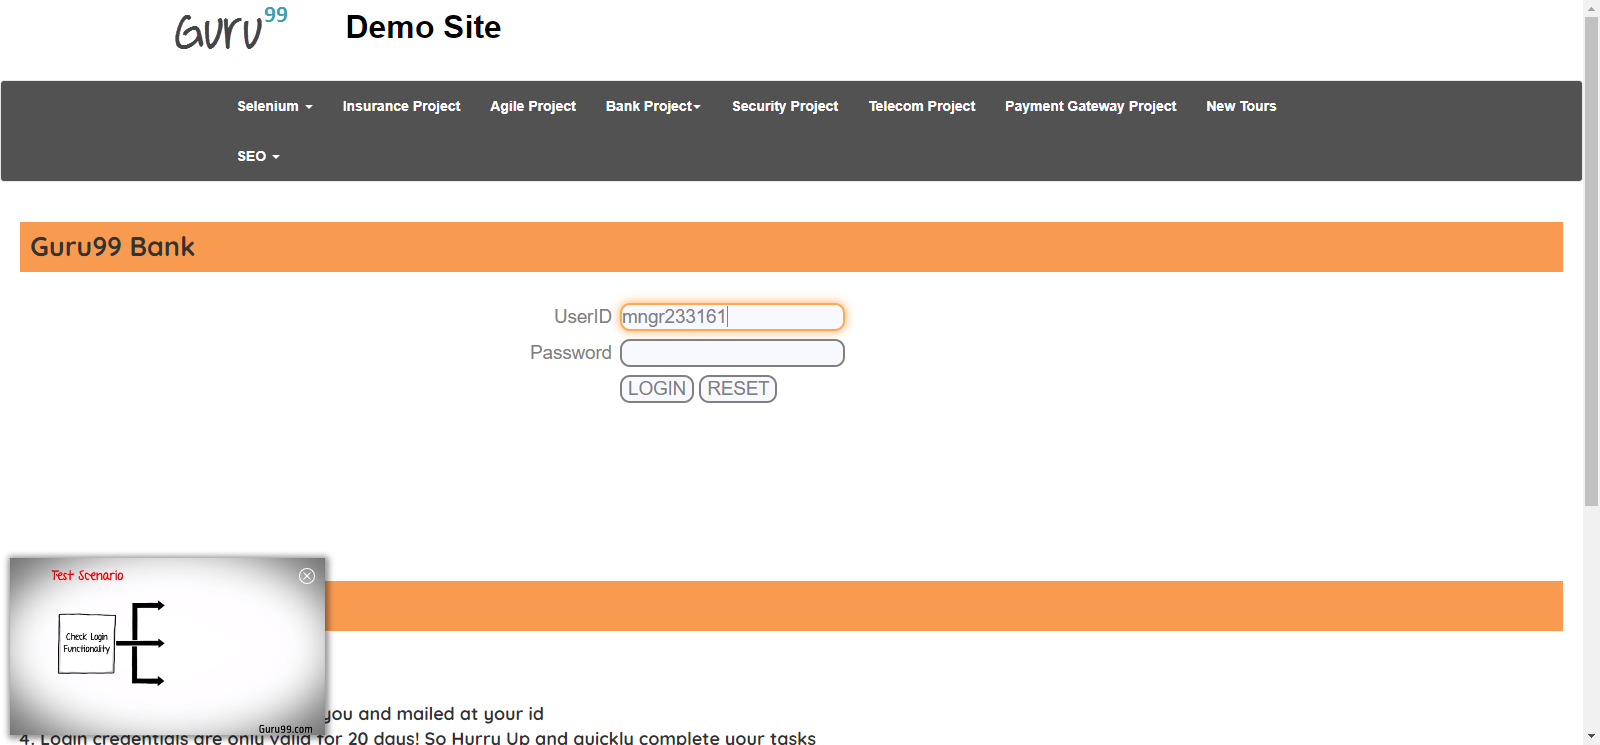 Guru99
Demo Site
Selenium
Insurance Project
Agile Project
Bank Project
Security Project
Telecom Project
Payment Gateway Project
New Tours
SEO
Guru99 Bank
UserID mngr233161
Password
LOGIN RESET
Test Scenario
Check Login
Functionality
Guru99.com
you and mailed at your id
4. Login credentials are only valid for 20 days! So Hurry Up and quickly complete your tasks